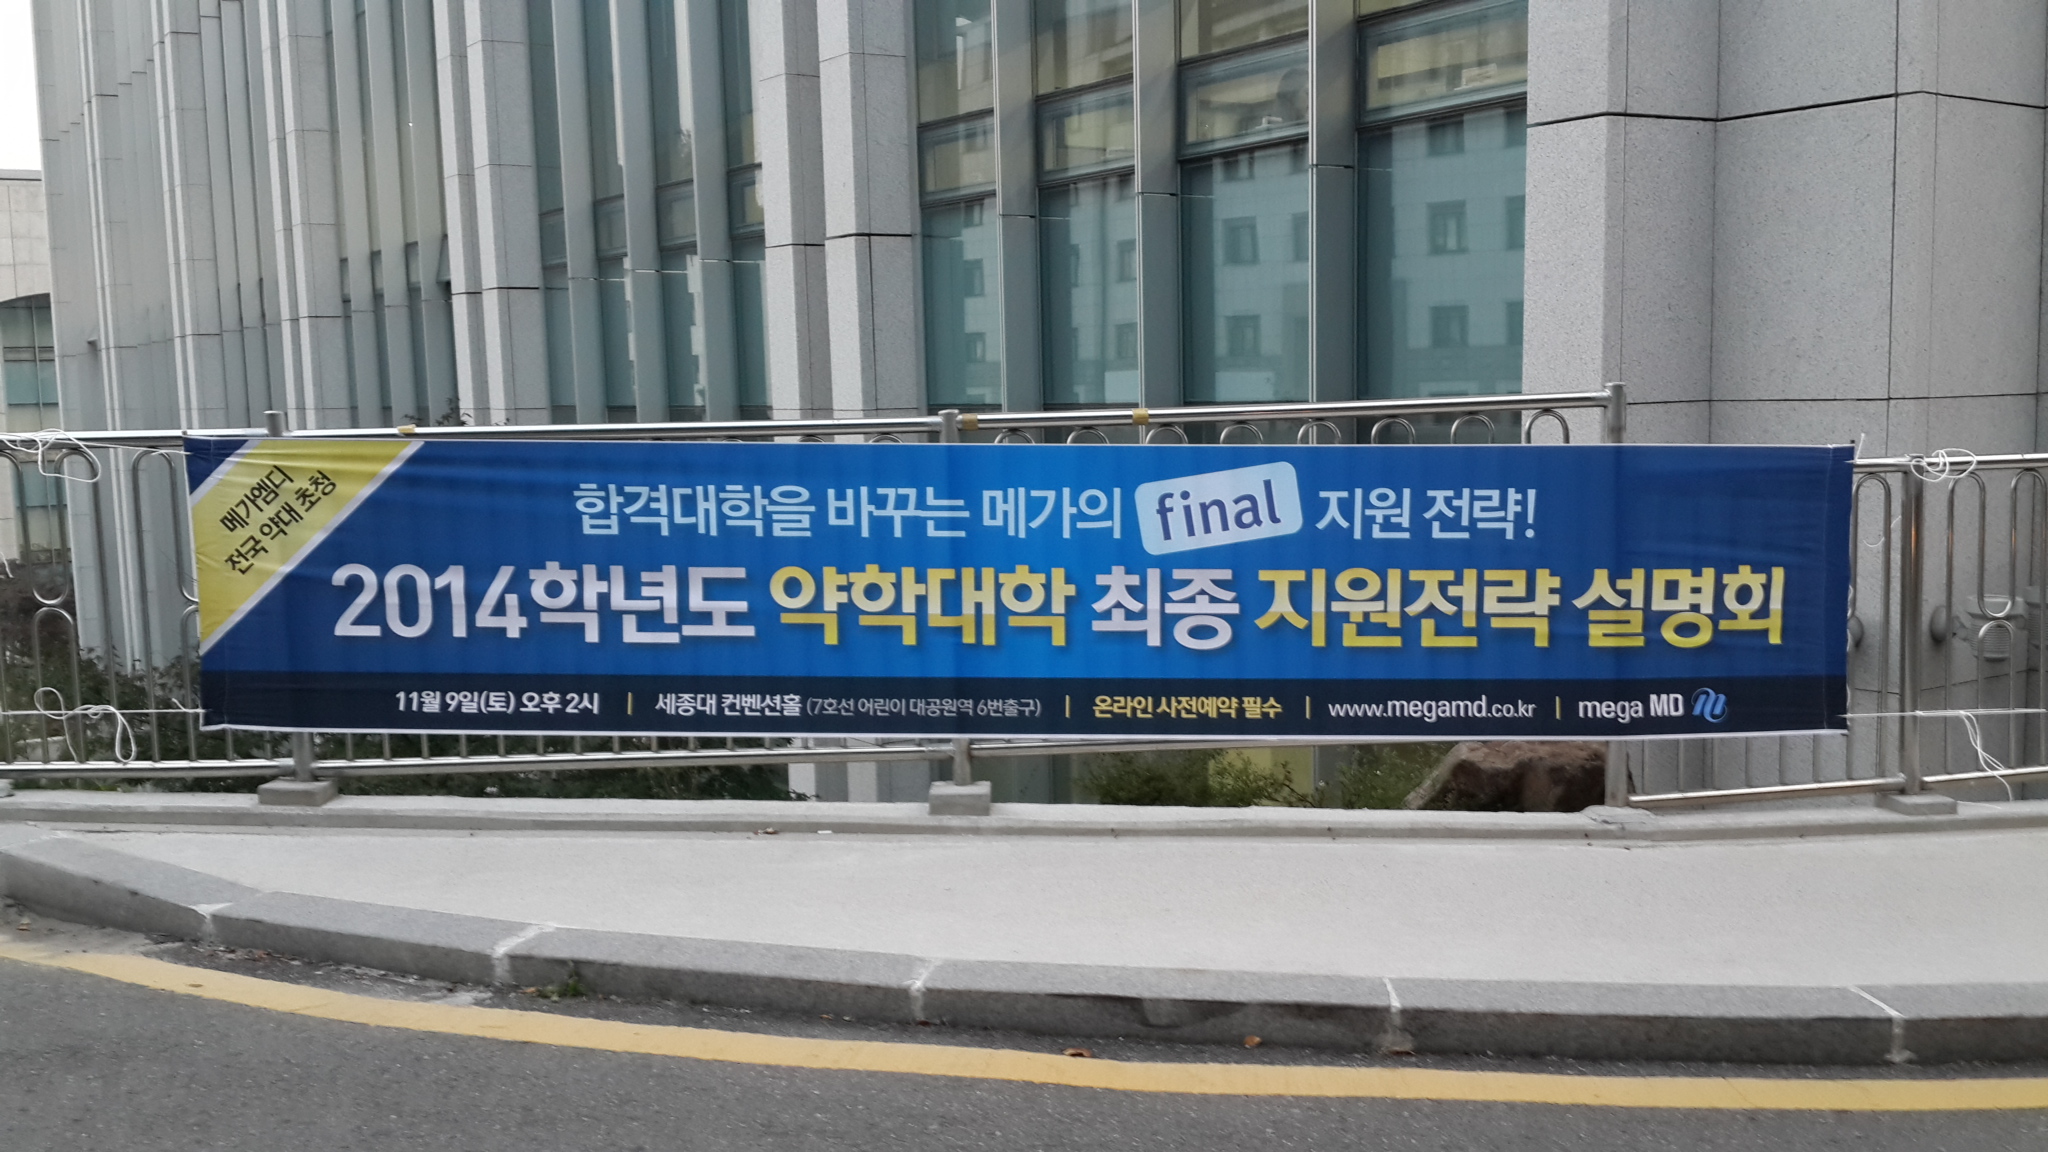 메가엠디
전국 약대 초청
합격대학을 바꾸는 메가의 final 지원 전략!
2014학년도 약학대학 최종 지원전략 설명회
11월 9일(토) 오후 2시 | 세종대 컨벤션홀 (7호선 어린이 대공원역 6번출구) | 온라인 사전예약 필수 | www.megamd.co.kr | mega MD